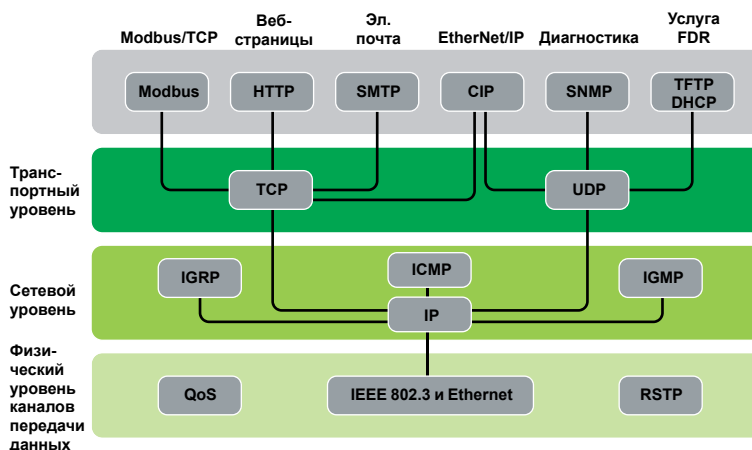 Modbus/TCP
Веб-
страницы
Эл.
почта
EtherNet/IP
Диагностика
Услуга
FDR
Modbus
HTTP
SMTP
CIP
SNMP
TFTP
DHCP
Транс-
портный
уровень
TCP
UDP
Сетевой
уровень
IGRP
ICMP
IGMP
IP
Физи-
ческий
уровень
каналов
передачи
данных
QoS
IEEE 802.3 и Ethernet
RSTP